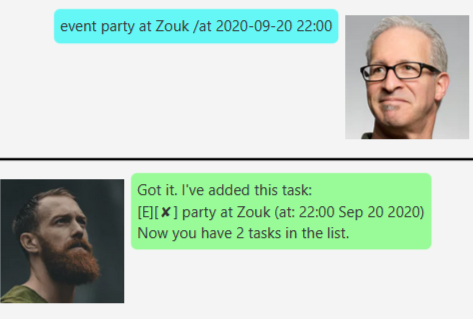 event party at Zouk /at 2020-09-20 22:00
Got it. I've added this task:
[E][✘] party at Zouk (at: 22:00 Sep 20 2020)
Now you have 2 tasks in the list.